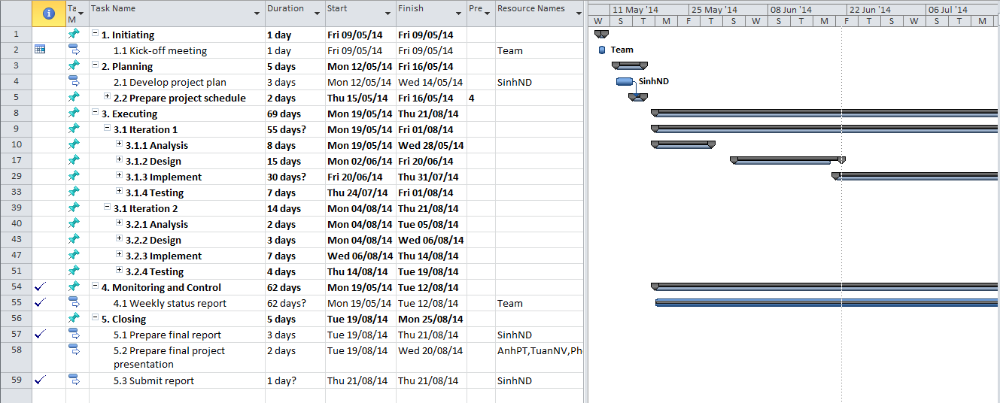 Ta M Task Name Duration Start Finish Pre Resource Names
11 May '14 25 May '14 08 Jun '14 22 Jun '14 06 Jul '14
W S T M F T S W S T M F T S W S T M
1 1. Initiating 1 day Fri 09/05/14 Fri 09/05/14
2 1.1 Kick-off meeting 1 day Fri 09/05/14 Fri 09/05/14 Team Team
3 2. Planning 5 days Mon 12/05/14 Fri 16/05/14
4 2.1 Develop project plan 3 days Mon 12/05/14 Wed 14/05/14 SinhND SinhND
5 2.2 Prepare project schedule 2 days Thu 15/05/14 Fri 16/05/14 4
8 3. Executing 69 days Mon 19/05/14 Thu 21/08/14
9 3.1 Iteration 1 55 days? Mon 19/05/14 Fri 01/08/14
10 3.1.1 Analysis 8 days Mon 19/05/14 Wed 28/05/14
17 3.1.2 Design 15 days Mon 02/06/14 Fri 20/06/14
29 3.1.3 Implement 30 days? Fri 20/06/14 Thu 31/07/14
33 3.1.4 Testing 7 days Thu 24/07/14 Fri 01/08/14
39 3.1 Iteration 2 14 days Mon 04/08/14 Thu 21/08/14
40 3.2.1 Analysis 2 days Mon 04/08/14 Tue 05/08/14
43 3.2.2 Design 3 days Mon 04/08/14 Wed 06/08/14
47 3.2.3 Implement 7 days Wed 06/08/14 Thu 14/08/14
51 3.2.4 Testing 4 days Thu 14/08/14 Tue 19/08/14
54 4. Monitoring and Control 62 days Mon 19/05/14 Tue 12/08/14
55 4.1 Weekly status report 62 days? Mon 19/05/14 Tue 12/08/14 Team
56 5. Closing 5 days Tue 19/08/14 Mon 25/08/14
57 5.1 Prepare final report 3 days Tue 19/08/14 Thu 21/08/14 SinhND
58 5.2 Prepare final project 2 days Tue 19/08/14 Wed 20/08/14 AnhPT,TuanNV,Ph
presentation
59 5.3 Submit report 1 day? Thu 21/08/14 Thu 21/08/14 SinhND